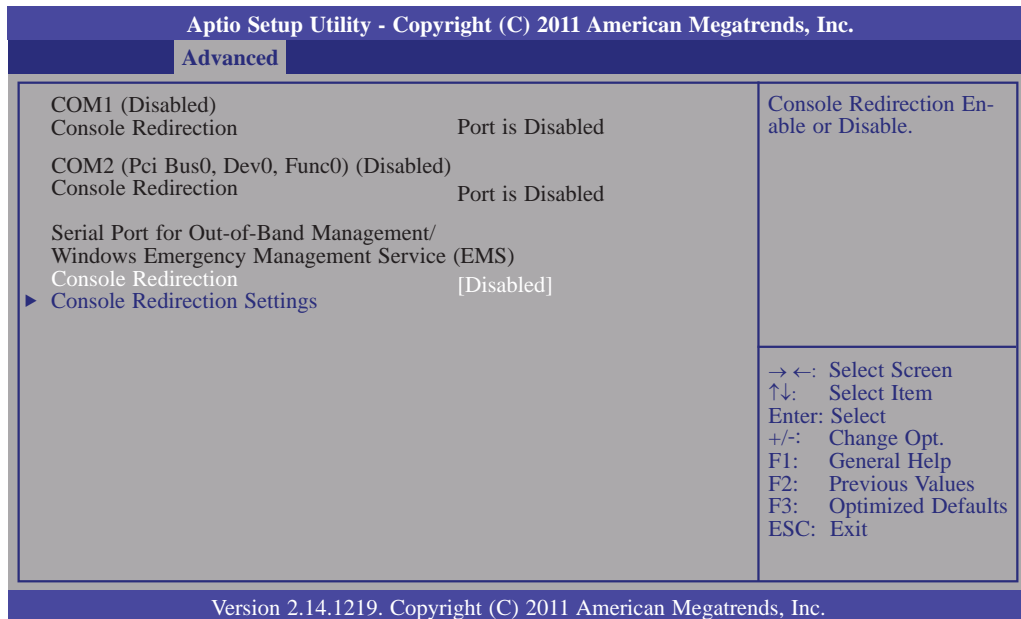 Aptio Setup Utility - Copyright (C) 2011 American Megatrends, Inc.
Advanced
COM1 (Disabled)
Console Redirection Port is Disabled
COM2 (Pci Bus0, Dev0, Func0) (Disabled)
Console Redirection Port is Disabled
Serial Port for Out-of-Band Management/
Windows Emergency Management Service (EMS)
Console Redirection [Disabled]
Console Redirection Settings
Console Redirection En-
able or Disable.
→ ←: Select Screen
↑↓: Select Item
Enter: Select
+/-: Change Opt.
F1: General Help
F2: Previous Values
F3: Optimized Defaults
ESC: Exit
Version 2.14.1219. Copyright (C) 2011 American Megatrends, Inc.